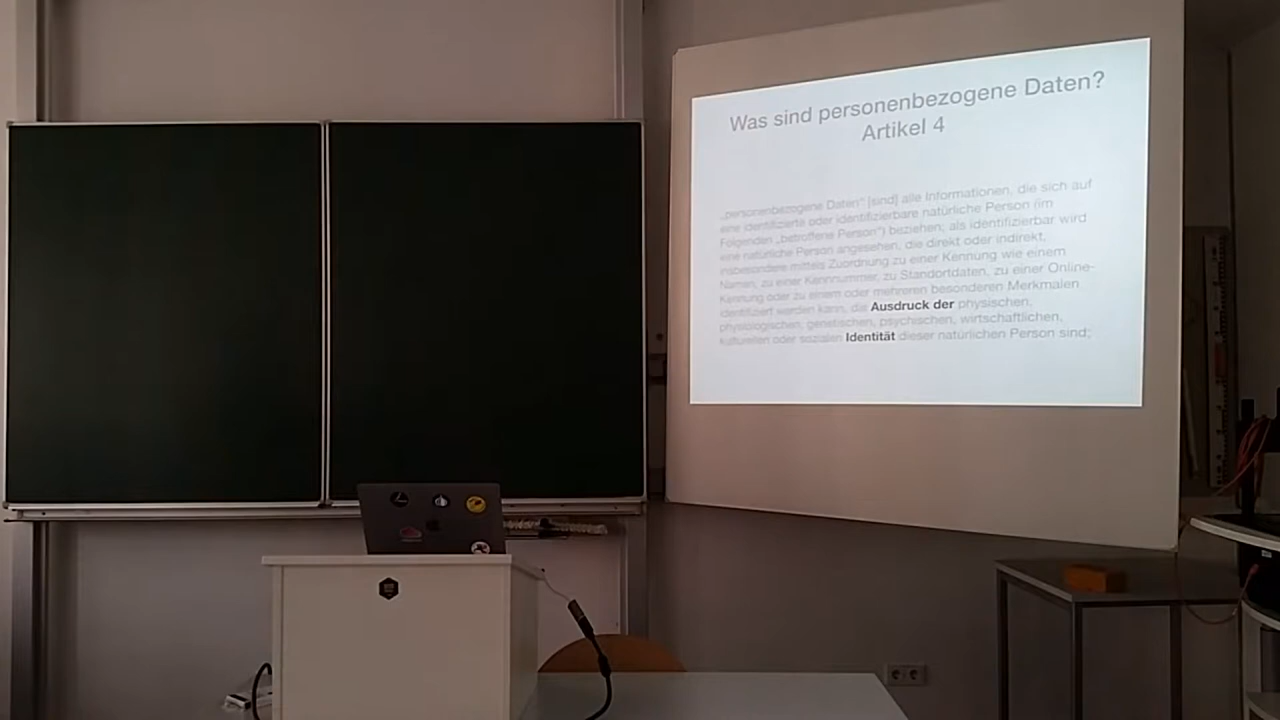 Was sind personenbezogene Daten?
Artikel 4
„personenbezogene Daten“ [sind] alle Informationen, die sich auf
eine identifizierte oder identifizierbare natürliche Person (im
Folgenden „betroffene Person“) beziehen; als identifizierbar wird
eine natürliche Person angesehen, die direkt oder indirekt,
insbesondere mittels Zuordnung zu einer Kennung wie einem
Namen, zu einer Kennnummer, zu Standortdaten, zu einer Online-
Kennung oder zu einem oder mehreren besonderen Merkmalen
identifiziert werden kann, die Ausdruck der physischen,
physiologischen, genetischen, psychischen, wirtschaftlichen,
kulturellen oder sozialen Identität dieser natürlichen Person sind;